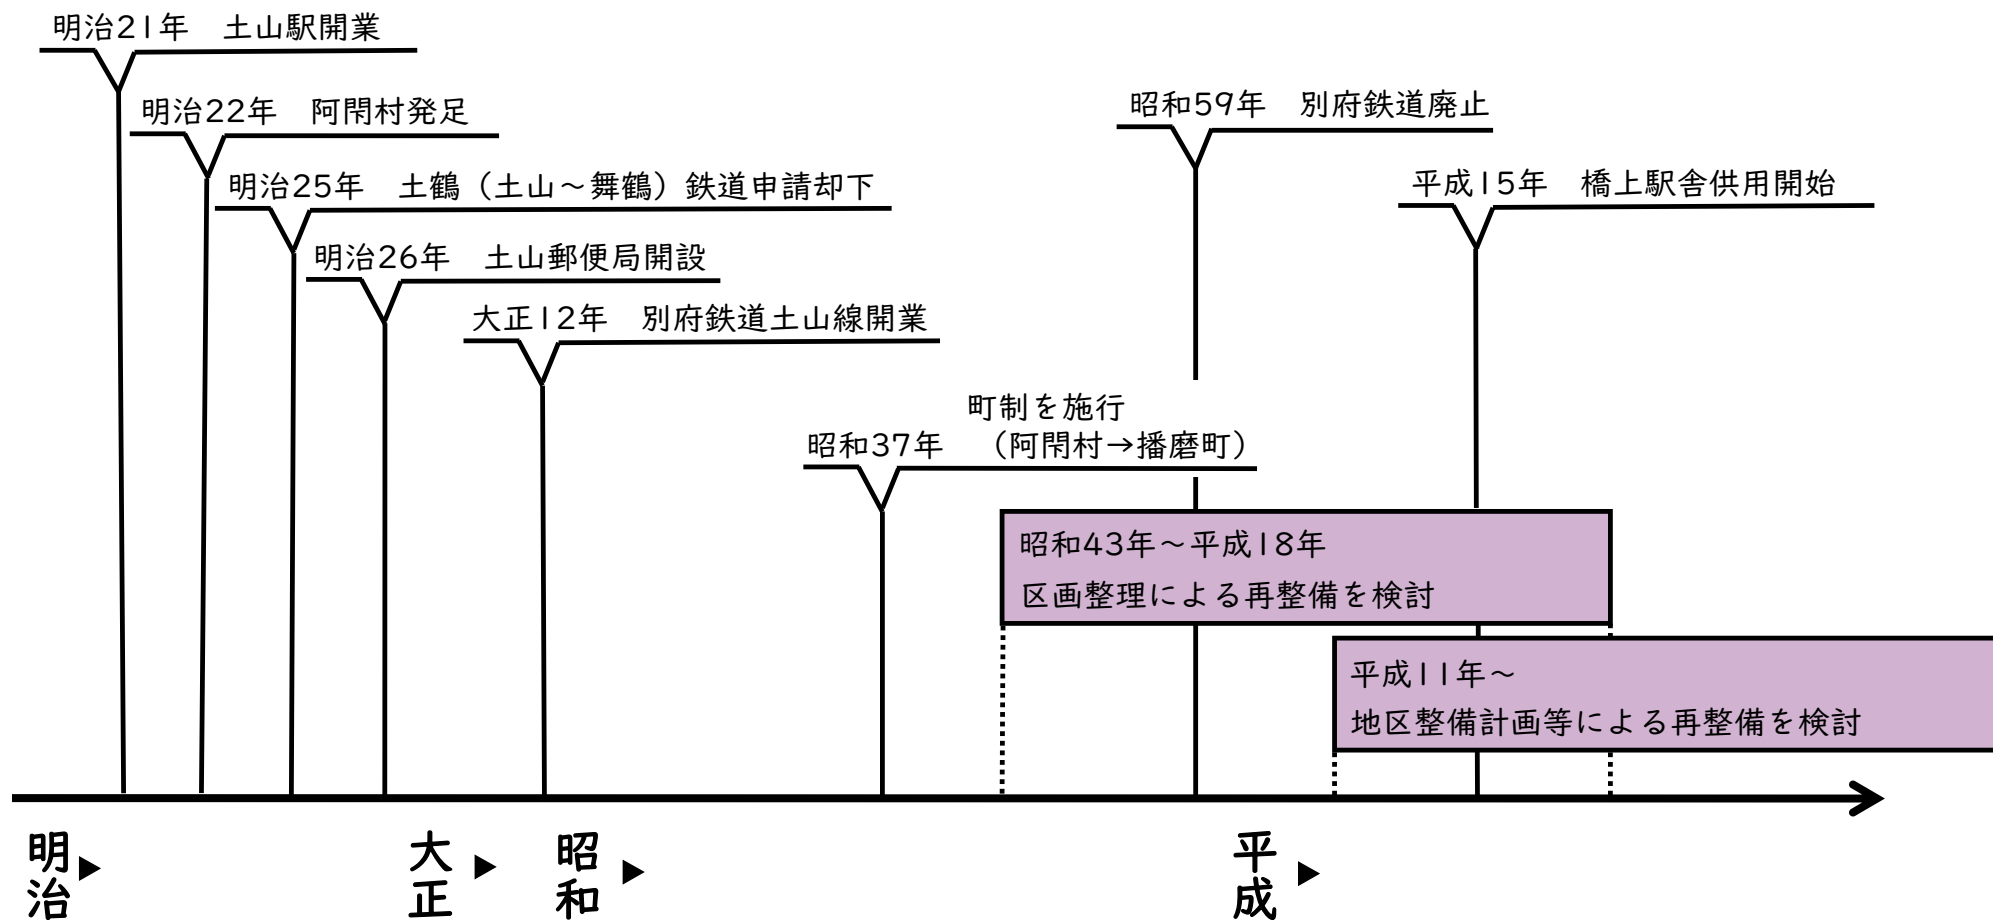 明治21年　土山駅開業
明治22年　阿閇村発足
明治25年　土鶴（土山～舞鶴）鉄道申請却下
明治26年　土山郵便局開設
大正12年　別府鉄道土山線開業
昭和59年　別府鉄道廃止
平成15年　橋上駅舎供用開始
町制を施行
昭和37年　（阿閇村→播磨町）
昭和43年～平成18年
区画整理による再整備を検討
平成11年～
地区整備計画等による再整備を検討
明治▶
大正▶
昭和▶
平成▶